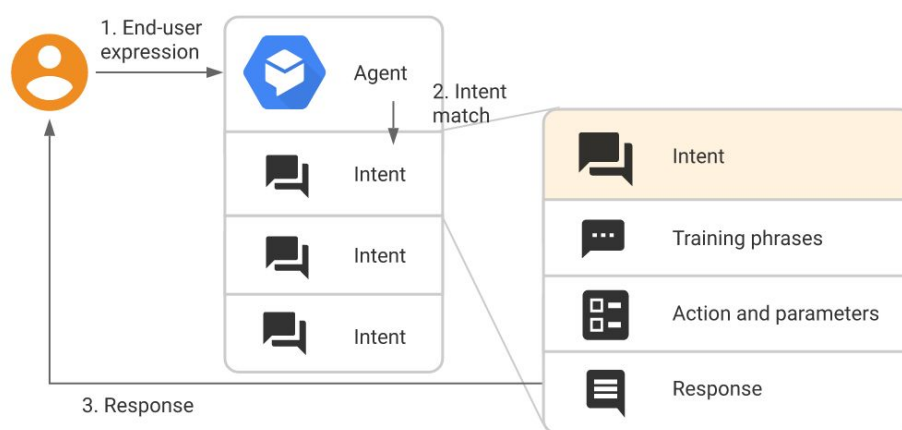 1. End-user
expression
Agent
2. Intent
match
Intent
Intent
Intent
Intent
Training phrases
Action and parameters
Response
3. Response